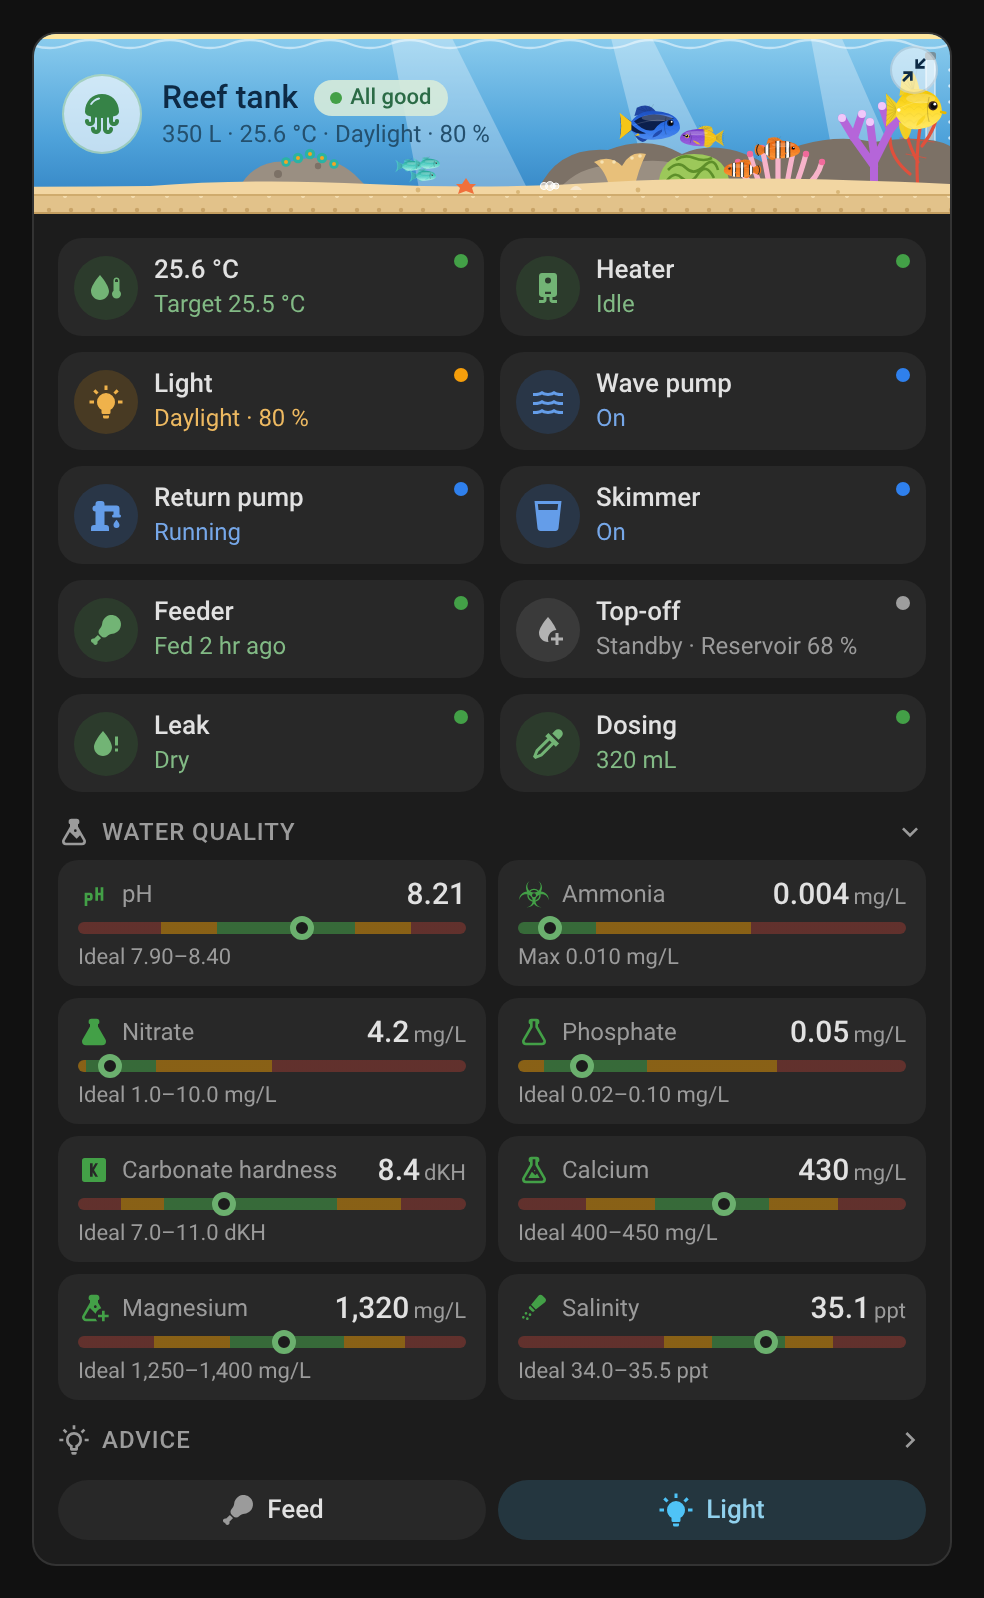 Reef tank
All good
350 L · 25.6 °C · Daylight · 80 %
25.6 °C
Target 25.5 °C
Heater
Idle
Light
Daylight · 80 %
Wave pump
On
Return pump
Running
Skimmer
On
Feeder
Fed 2 hr ago
Top-off
Standby · Reservoir 68 %
Leak
Dry
Dosing
320 mL
WATER QUALITY
pH pH 8.21
Ideal 7.90–8.40
Ammonia 0.004 mg/L
Max 0.010 mg/L
Nitrate 4.2 mg/L
Ideal 1.0–10.0 mg/L
Phosphate 0.05 mg/L
Ideal 0.02–0.10 mg/L
K Carbonate hardness 8.4 dKH
Ideal 7.0–11.0 dKH
Calcium 430 mg/L
Ideal 400–450 mg/L
Magnesium 1,320 mg/L
Ideal 1,250–1,400 mg/L
Salinity 35.1 ppt
Ideal 34.0–35.5 ppt
ADVICE
Feed
Light